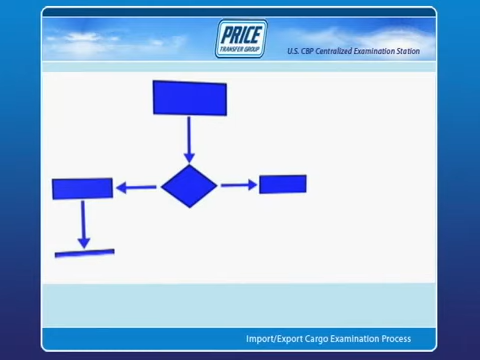 PRICE
TRANSFER GROUP
U.S. CBP Centralized Examination Station
Import/Export Cargo Examination Process